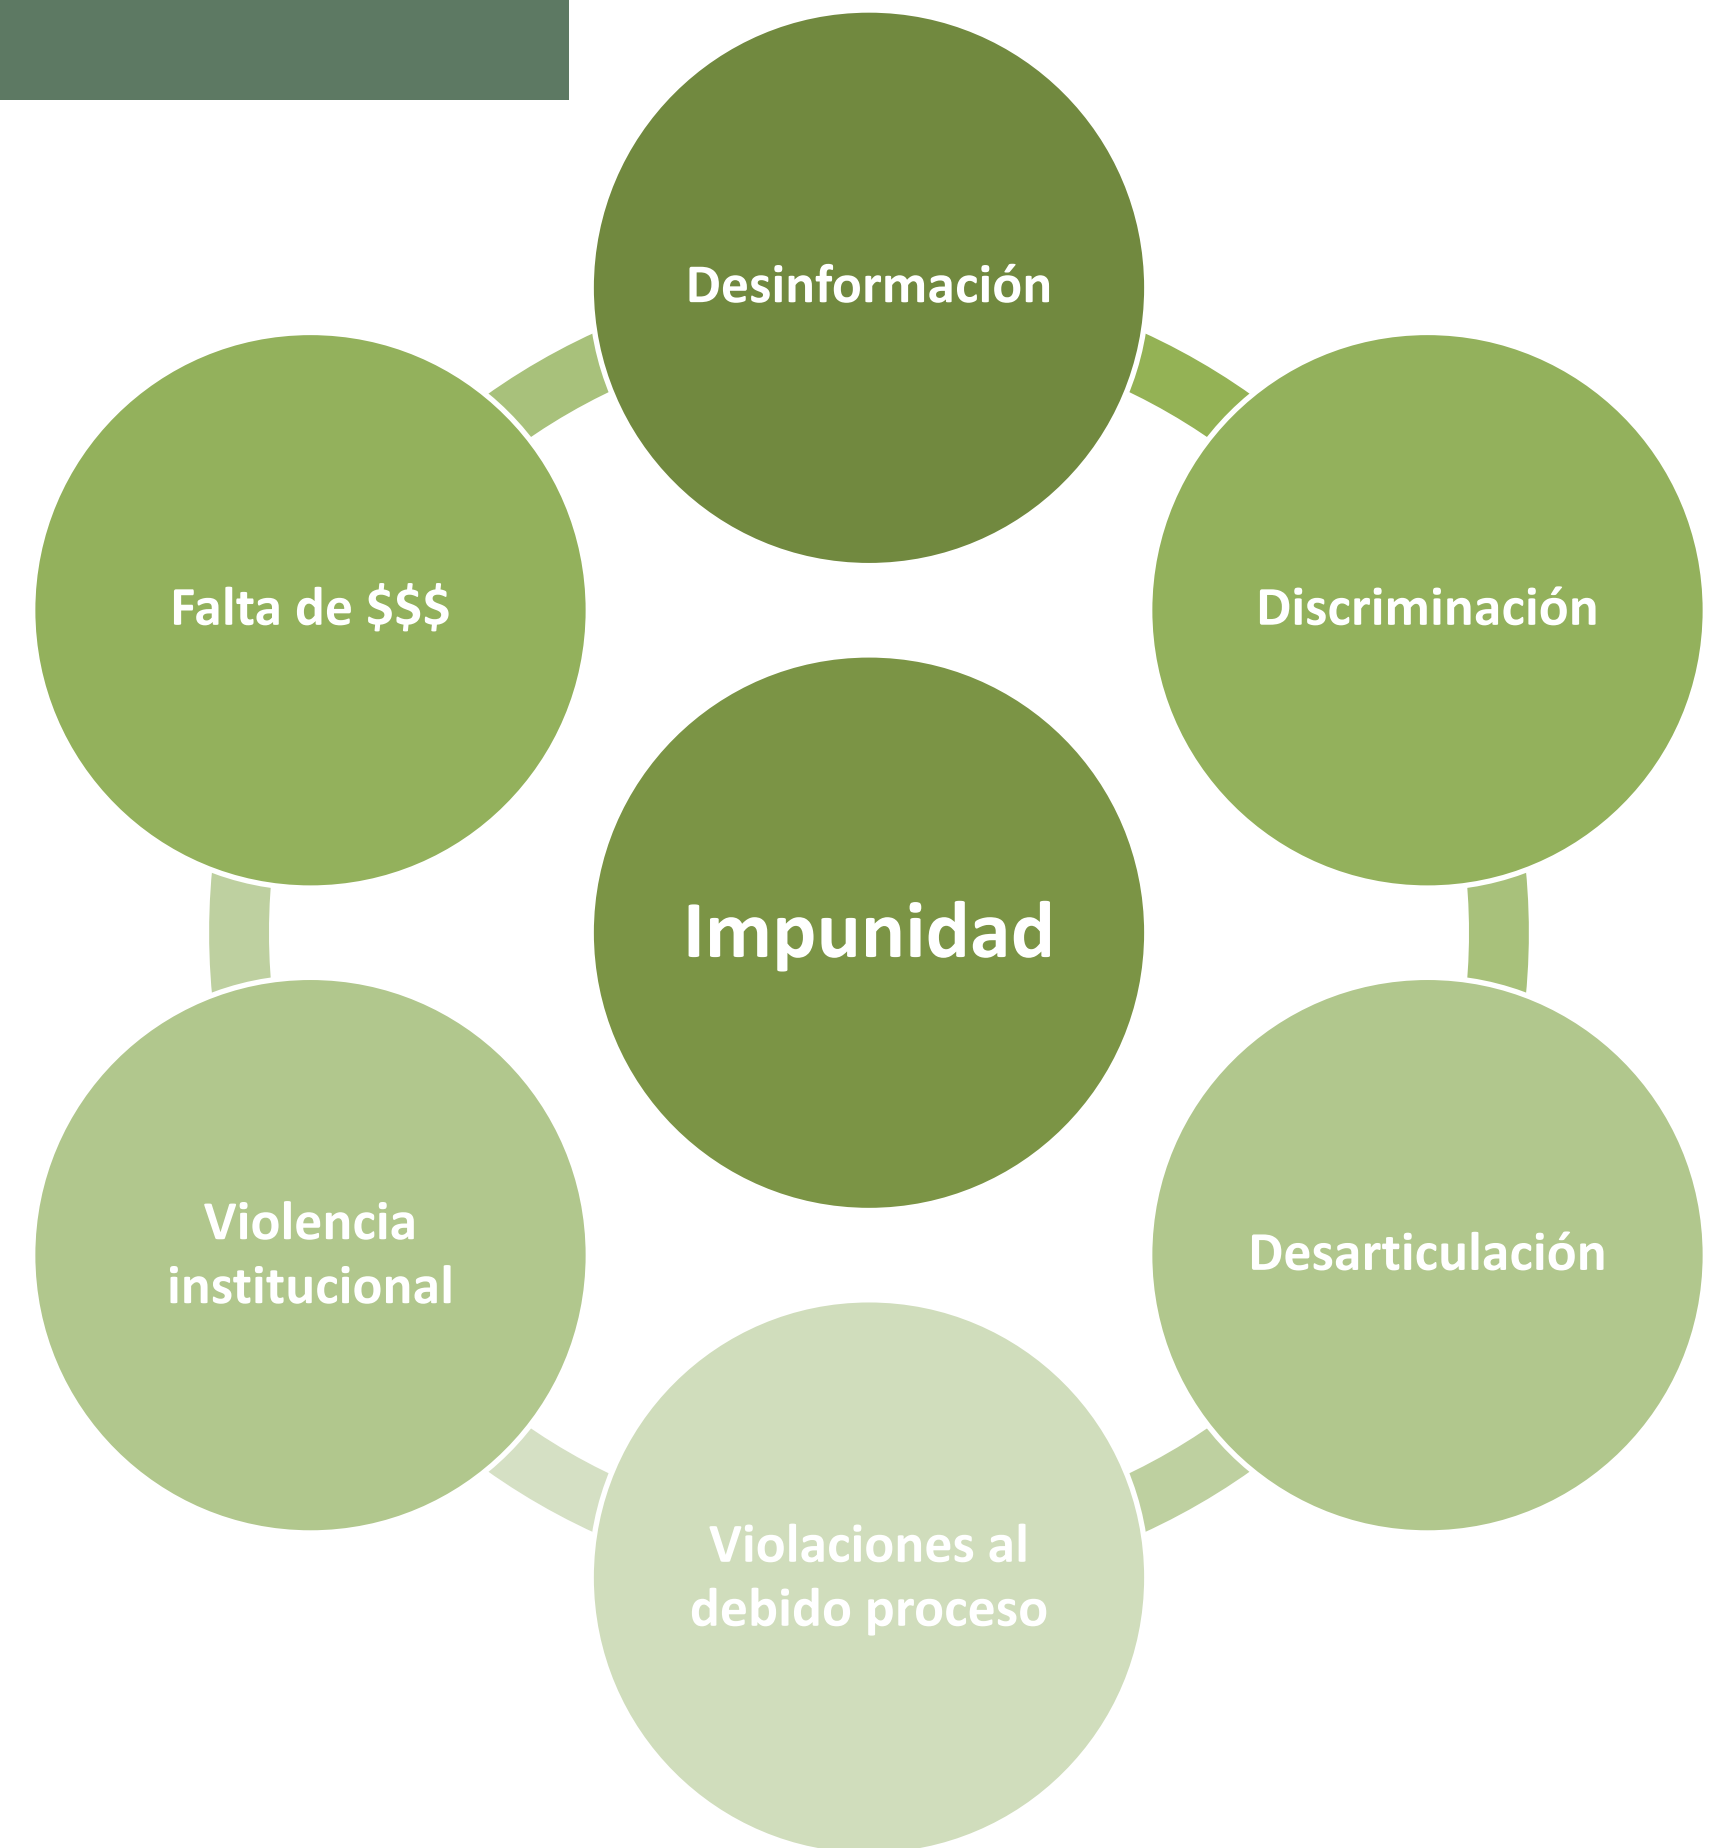 Desinformación
Falta de $$$
Discriminación
Impunidad
Violencia
institucional
Desarticulación
Violaciones al
debido proceso